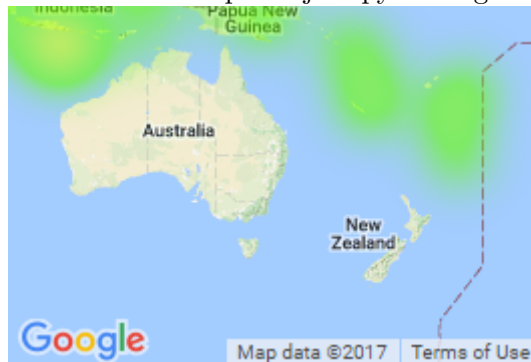 Indonesia
Papua New
Guinea
Australia
New
Zealand
Google
Map data ©2017
Terms of Use